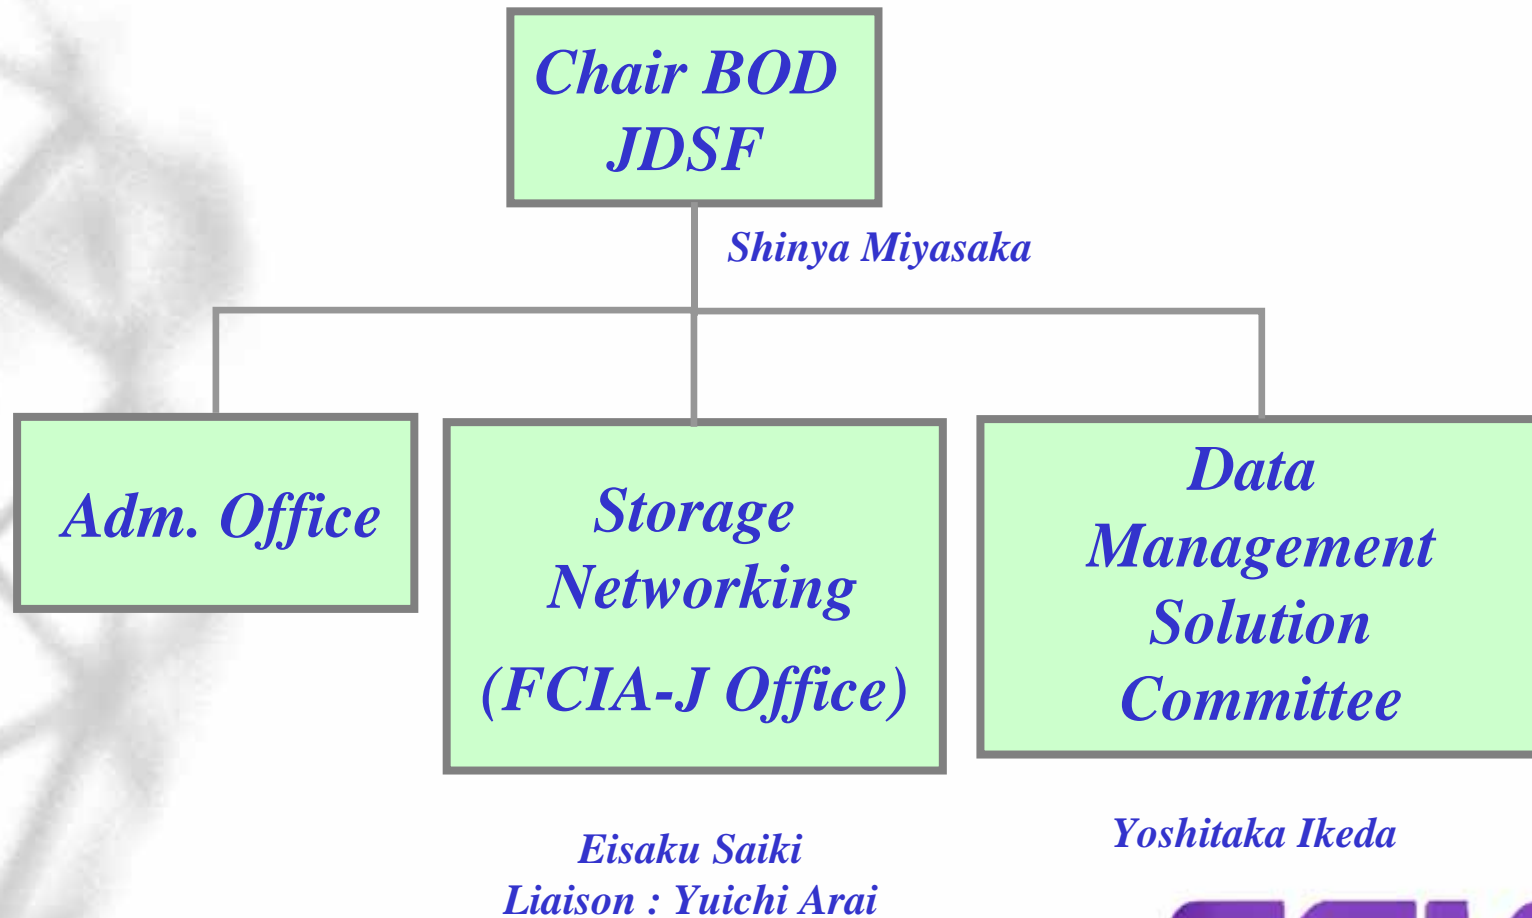 Chair BOD
JDSF
Shinya Miyasaka
Adm. Office
Storage
Networking
(FCIA-J Office)
Data
Management
Solution
Committee
Eisaku Saiki
Liaison : Yuichi Arai
Yoshitaka Ikeda